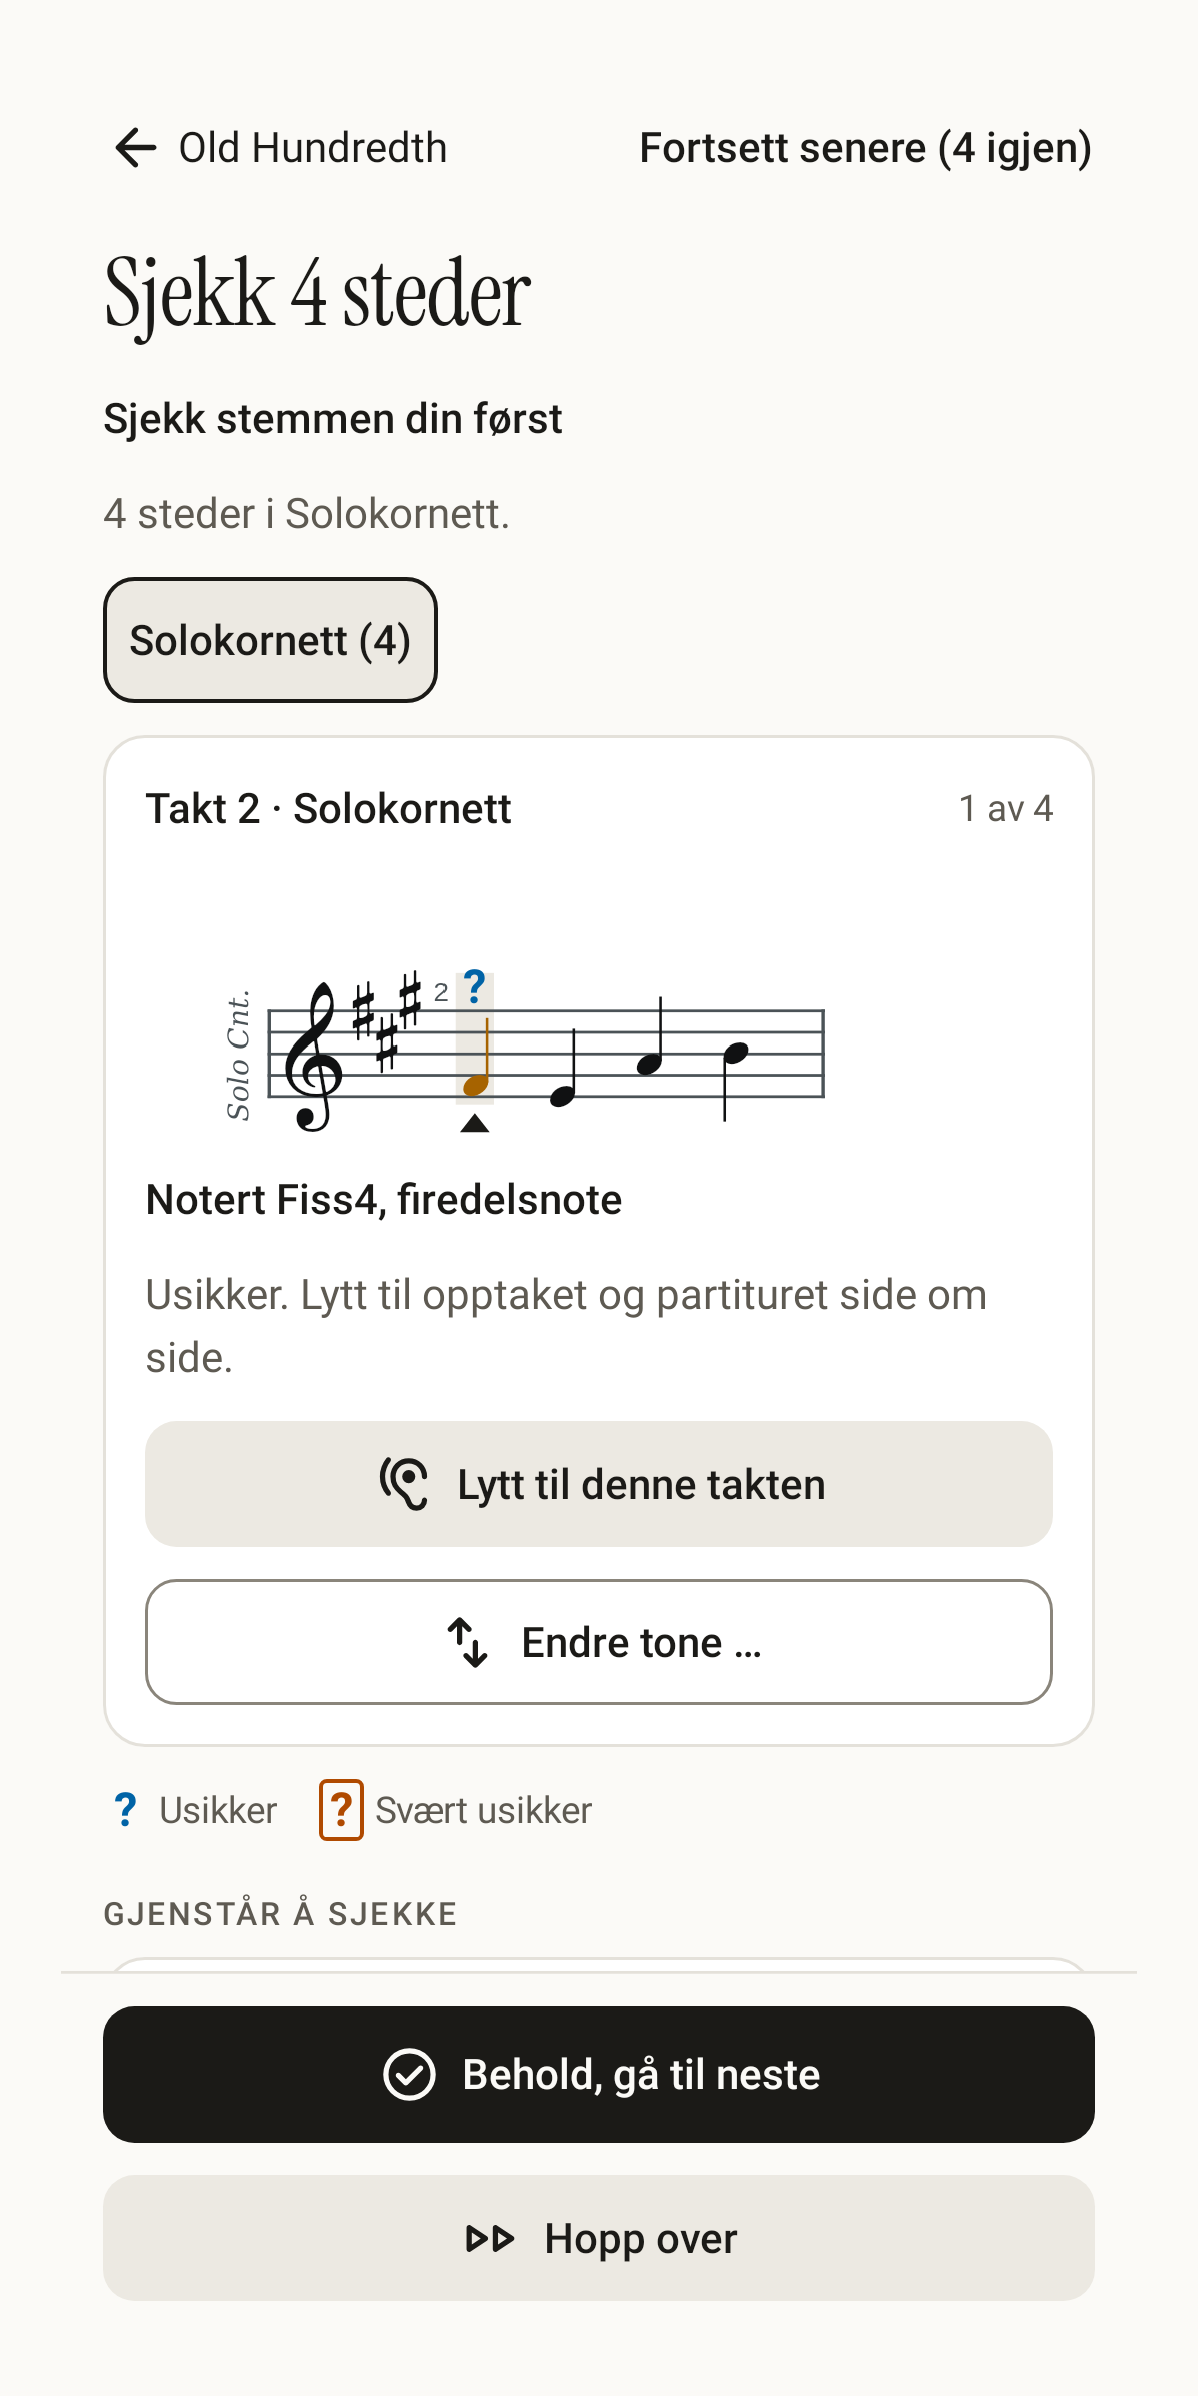 Old Hundredth
Fortsett senere (4 igjen)
Sjekk 4 steder
Sjekk stemmen din først
4 steder i Solokornett.
Solokornett (4)
Takt 2 · Solokornett
1 av 4
Solo Cnt.
2
?
Notert Fiss4, firedelsnote
Usikker. Lytt til opptaket og partituret side om
side.
Lytt til denne takten
Endre tone ...
? Usikker
? Svært usikker
GJENSTÅR Å SJEKKE
Behold, gå til neste
Hopp over